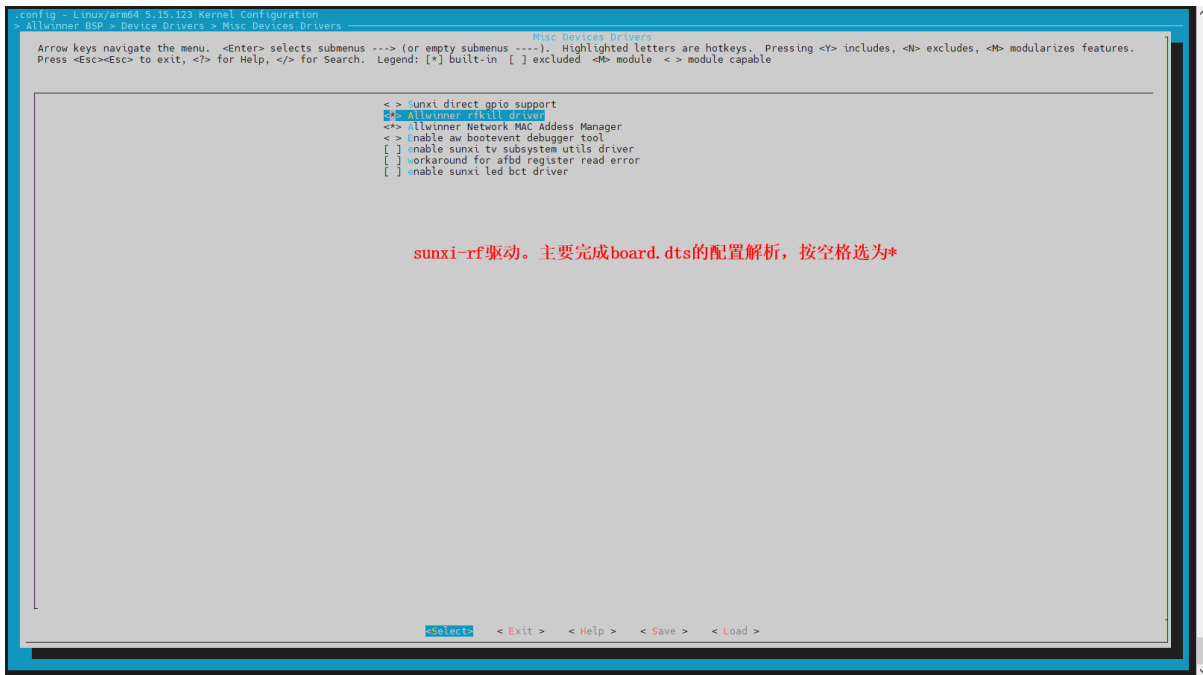 .config - Linux/arm64 5.15.123 Kernel Configuration
> Allwinner BSP > Device Drivers > Misc Devices Drivers
Misc Devices Drivers
Arrow keys navigate the menu. <Enter> selects submenus ---> (or empty submenus ----). Highlighted letters are hotkeys. Pressing <Y> includes, <N> excludes, <M> modularizes features.
Press <Esc><Esc> to exit, <?> for Help, </> for Search. Legend: [*] built-in [ ] excluded <M> module < > module capable
< > Sunxi direct gpio support
<*> Allwinner rfkill driver
<*> Allwinner Network MAC Addess Manager
< > Enable aw bootevent debugger tool
[ ] enable sunxi tv subsystem utils driver
[ ] workaround for afbd register read error
[ ] enable sunxi led bct driver
sunxi-rf驱动。主要完成board.dts的配置解析，按空格选为*
<Select> < Exit > < Help > < Save > < Load >